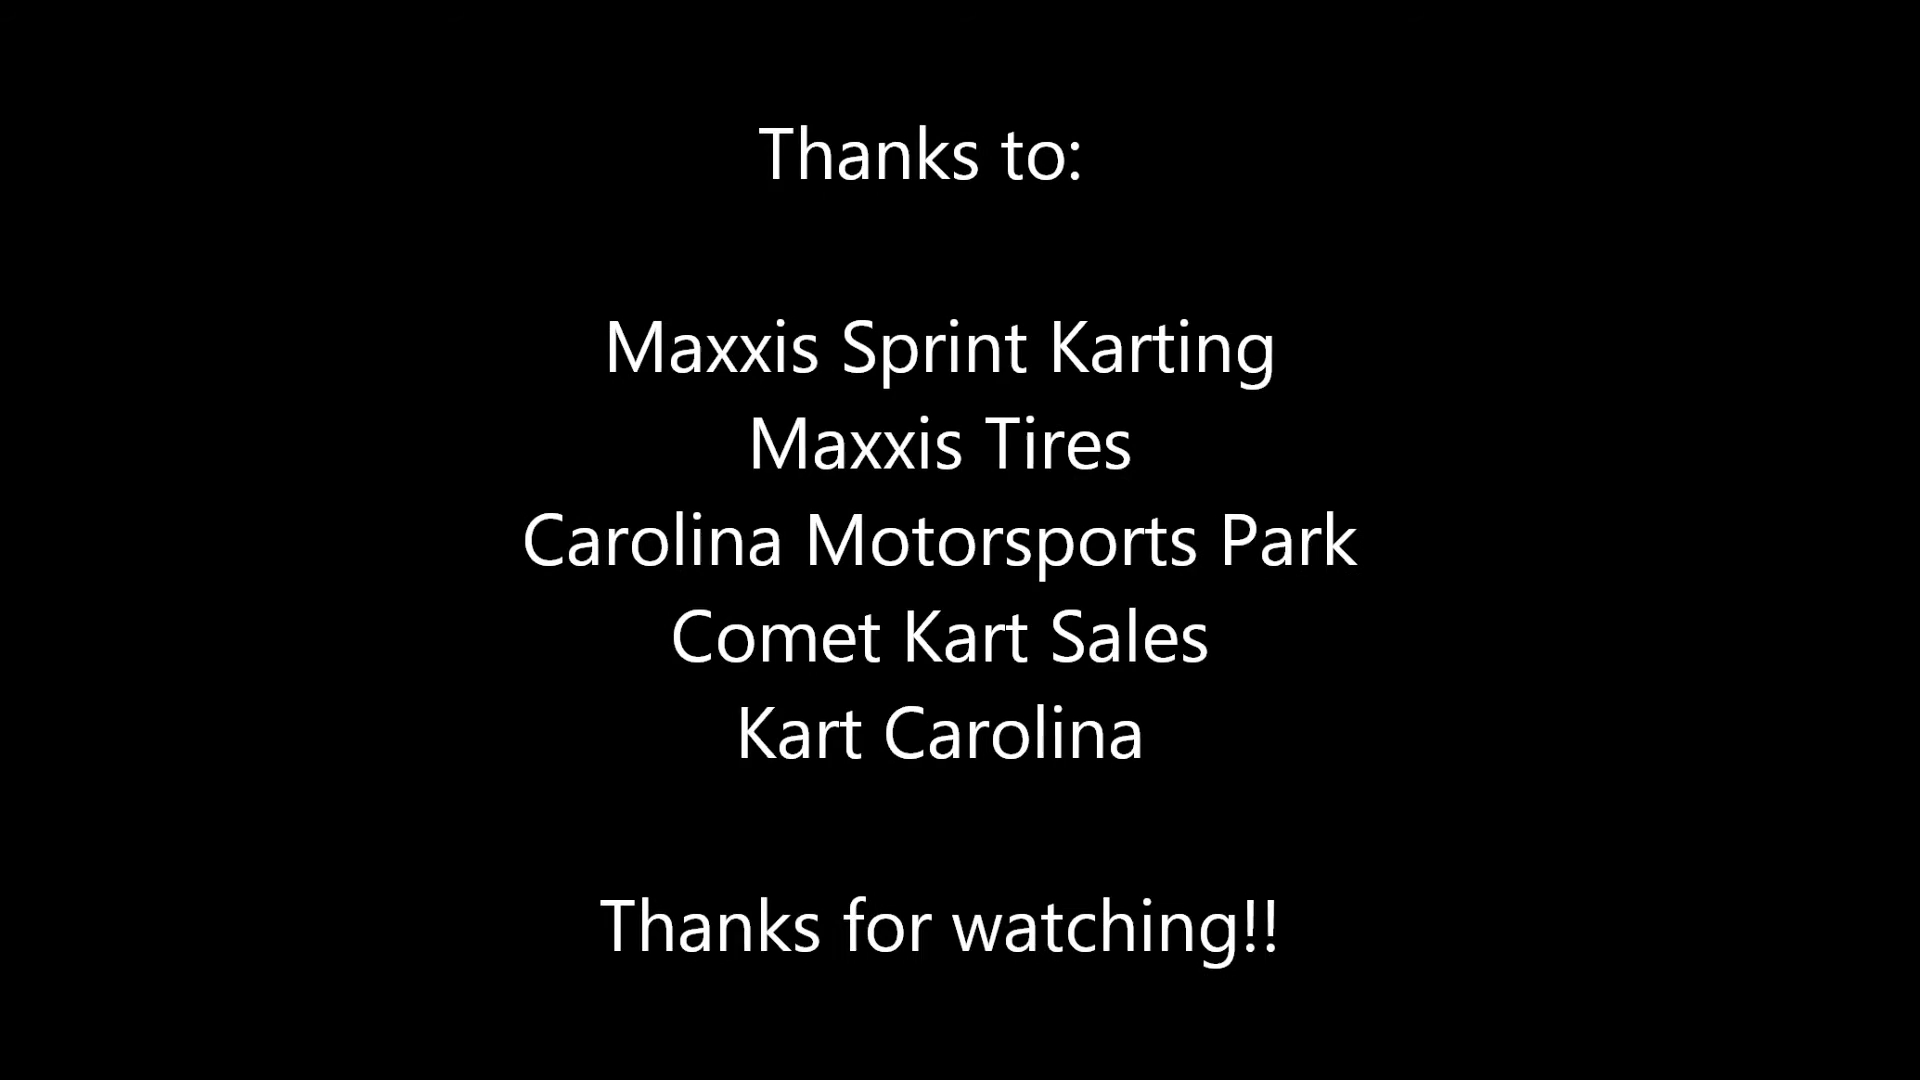 Thanks to:
Maxxis Sprint Karting
Maxxis Tires
Carolina Motorsports Park
Comet Kart Sales
Kart Carolina
Thanks for watching!!